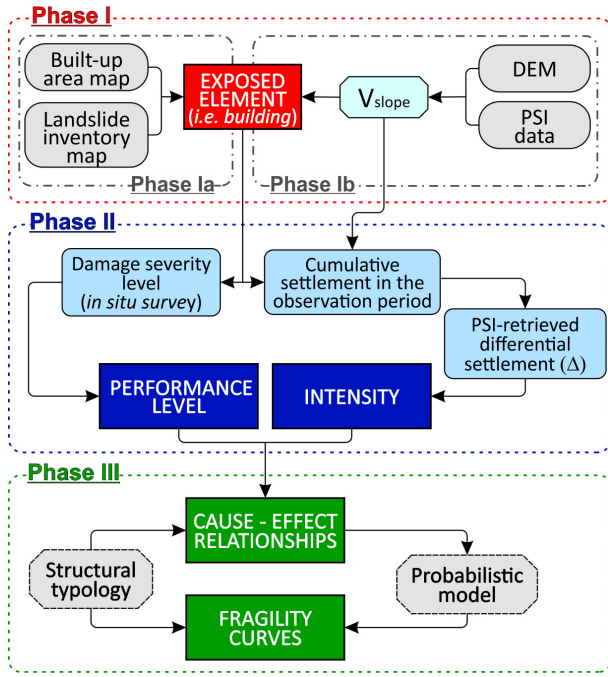 Phase I
Built-up
area map
Landslide
inventory
map
EXPOSED
ELEMENT
(i.e. building)
Vslope
DEM
PSI
data
Phase Ia
Phase Ib
Phase II
Damage severity
level
(in situ survey)
Cumulative
settlement in the
observation period
PSI-retrieved
differential
settlement (Δ)
PERFORMANCE
LEVEL
INTENSITY
Phase III
CAUSE - EFFECT
RELATIONSHIPS
Structural
typology
Probabilistic
model
FRAGILITY
CURVES